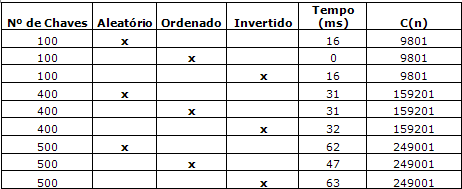 Nº de Chaves Aleatório Ordenado Invertido Tempo (ms) C(n)
100 x 16 9801
100 x 0 9801
100 x 16 9801
400 x 31 159201
400 x 31 159201
400 x 32 159201
500 x 62 249001
500 x 47 249001
500 x 63 249001